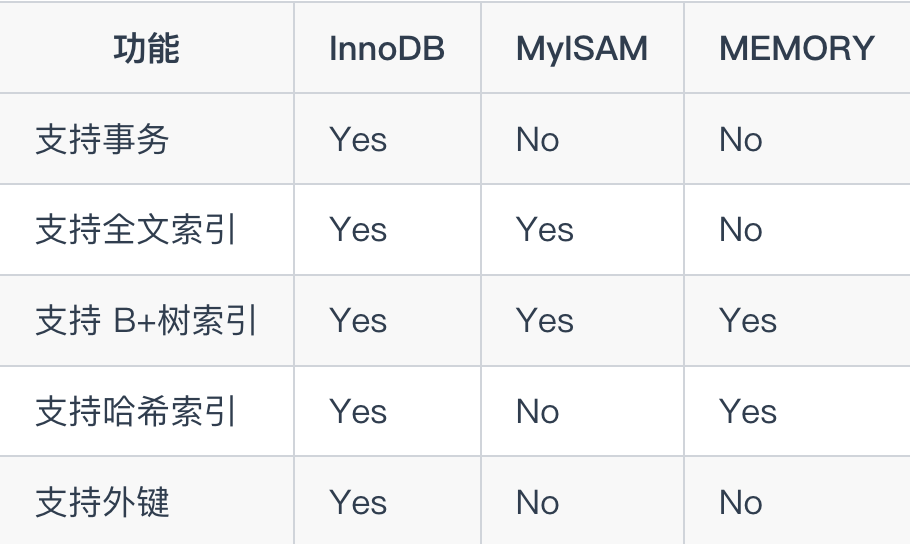 功能 InnoDB MyISAM MEMORY
支持事务 Yes No No
支持全文索引 Yes Yes No
支持 B+树索引 Yes Yes Yes
支持哈希索引 Yes No Yes
支持外键 Yes No No